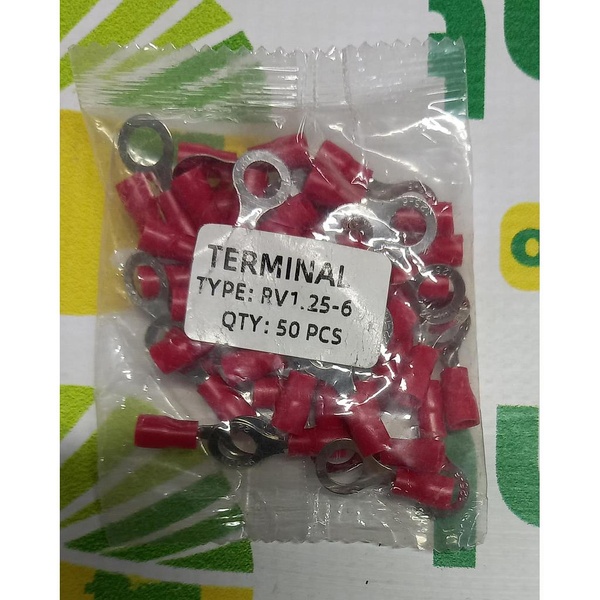 TERMINAL
TYPE: RV1.25-6
QTY: 50 PCS